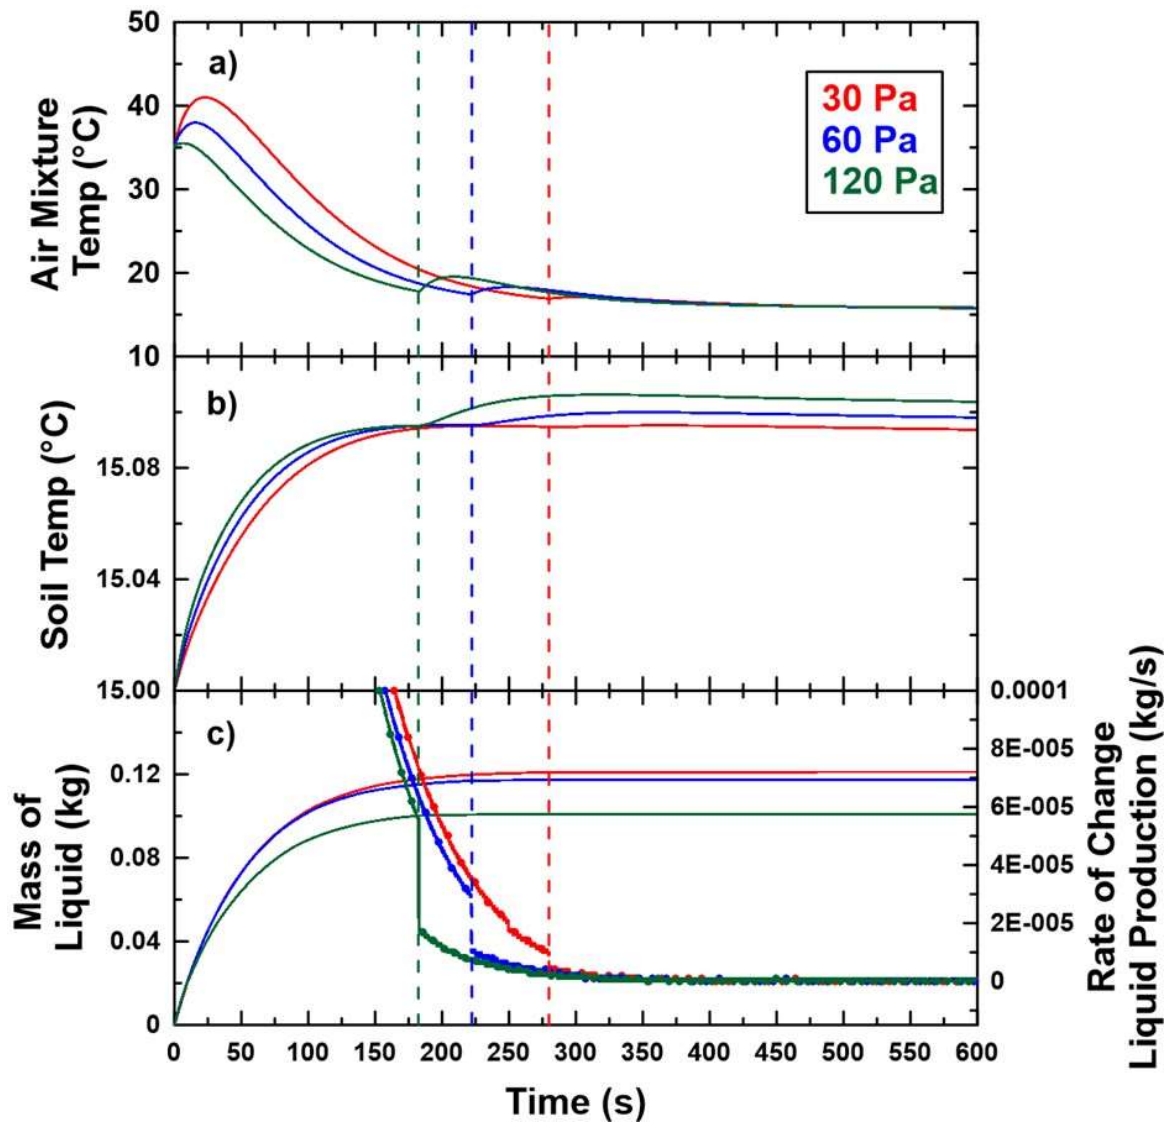 50
40
30
20
10
Air Mixture
Temp (°C)
a)
30 Pa
60 Pa
120 Pa
15.08
15.04
15.00
Soil Temp (°C)
b)
0.12
0.08
0.04
0
Mass of
Liquid (kg)
c)
0.0001
8E-005
6E-005
4E-005
2E-005
0
Rate of Change
Liquid Production (kg/s)
0 50 100 150 200 250 300 350 400 450 500 550 600
Time (s)